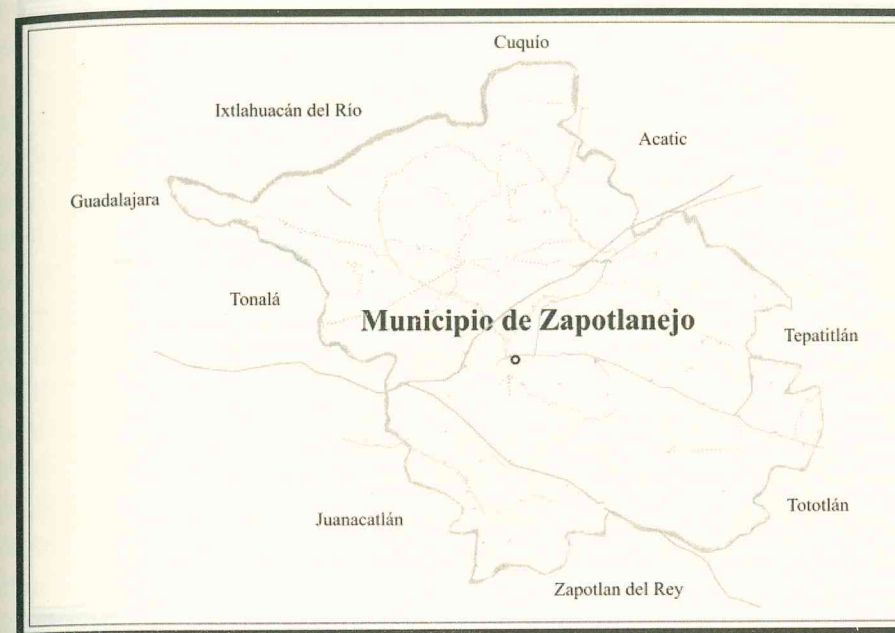 Cuquío
Ixtlahuacán del Río
Acatic
Guadalajara
Tonalá
Municipio de Zapotlanejo
Tepatitlán
Tototlán
Juanacatlán
Zapotlan del Rey